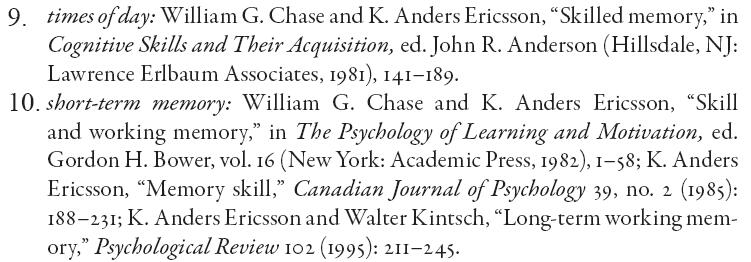 9. times of day: William G. Chase and K. Anders Ericsson, “Skilled memory,” in
Cognitive Skills and Their Acquisition, ed. John R. Anderson (Hillsdale, NJ:
Lawrence Erlbaum Associates, 1981), 141–189.
10. short-term memory: William G. Chase and K. Anders Ericsson, “Skill
and working memory,” in The Psychology of Learning and Motivation, ed.
Gordon H. Bower, vol. 16 (New York: Academic Press, 1982), 1–58; K. Anders
Ericsson, “Memory skill,” Canadian Journal of Psychology 39, no. 2 (1985):
188–231; K. Anders Ericsson and Walter Kintsch, “Long-term working mem-
ory,” Psychological Review 102 (1995): 211–245.